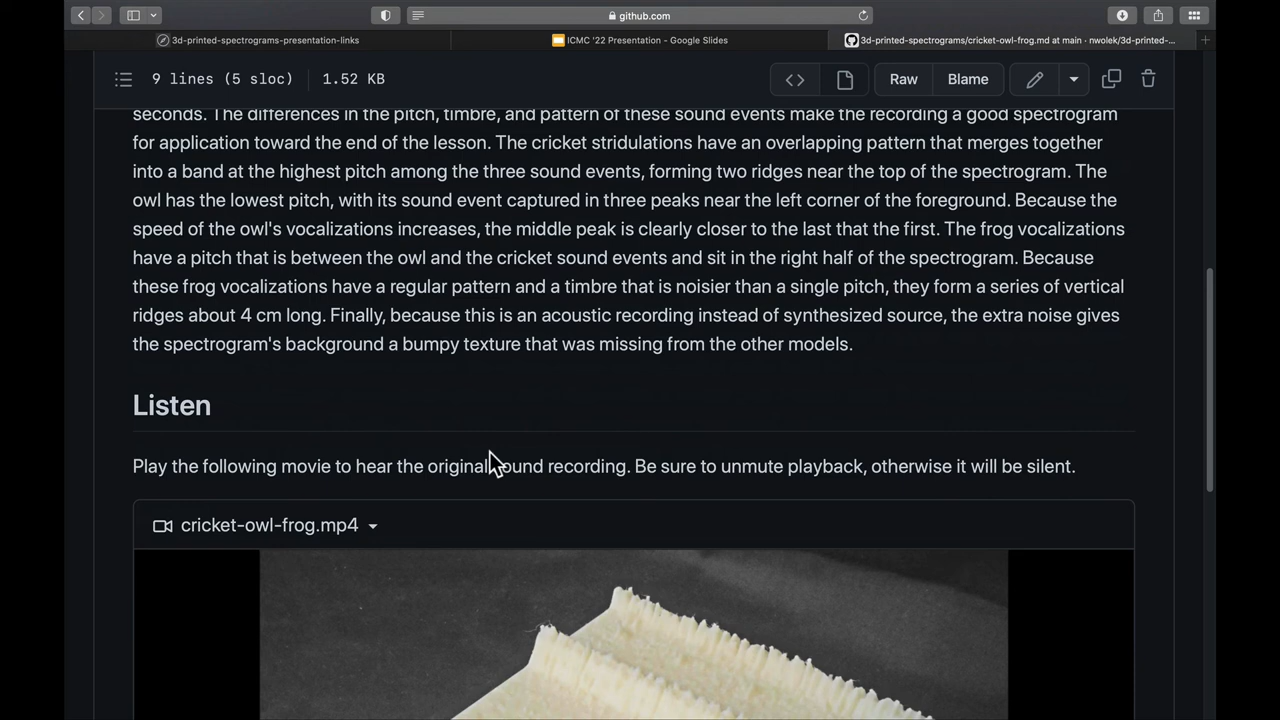 github.com
3d-printed-spectrograms-presentation-links
ICMC '22 Presentation - Google Slides
3d-printed-spectrograms/cricket-owl-frog.md at main · nwolek/3d-printed-...
9 lines (5 sloc)
1.52 KB
Raw
Blame
seconds. The differences in the pitch, timbre, and pattern of these sound events make the recording a good spectrogram
for application toward the end of the lesson. The cricket stridulations have an overlapping pattern that merges together
into a band at the highest pitch among the three sound events, forming two ridges near the top of the spectrogram. The
owl has the lowest pitch, with its sound event captured in three peaks near the left corner of the foreground. Because the
speed of the owl's vocalizations increases, the middle peak is clearly closer to the last that the first. The frog vocalizations
have a pitch that is between the owl and the cricket sound events and sit in the right half of the spectrogram. Because
these frog vocalizations have a regular pattern and a timbre that is noisier than a single pitch, they form a series of vertical
ridges about 4 cm long. Finally, because this is an acoustic recording instead of synthesized source, the extra noise gives
the spectrogram's background a bumpy texture that was missing from the other models.
Listen
Play the following movie to hear the original sound recording. Be sure to unmute playback, otherwise it will be silent.
cricket-owl-frog.mp4